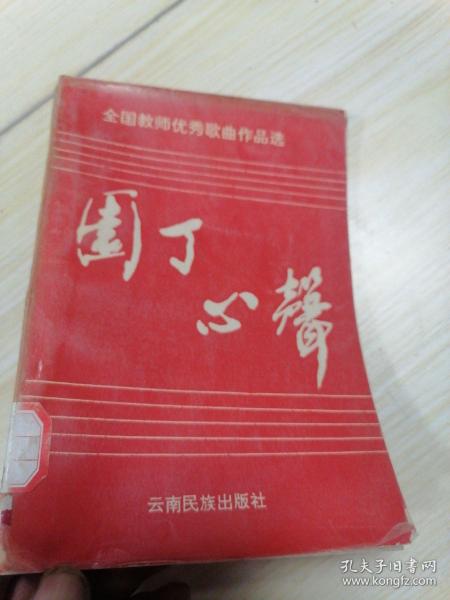 全国教师优秀歌曲作品选
園丁
心聲
云南民族出版社
孔夫子旧书网
www.kongfz.com